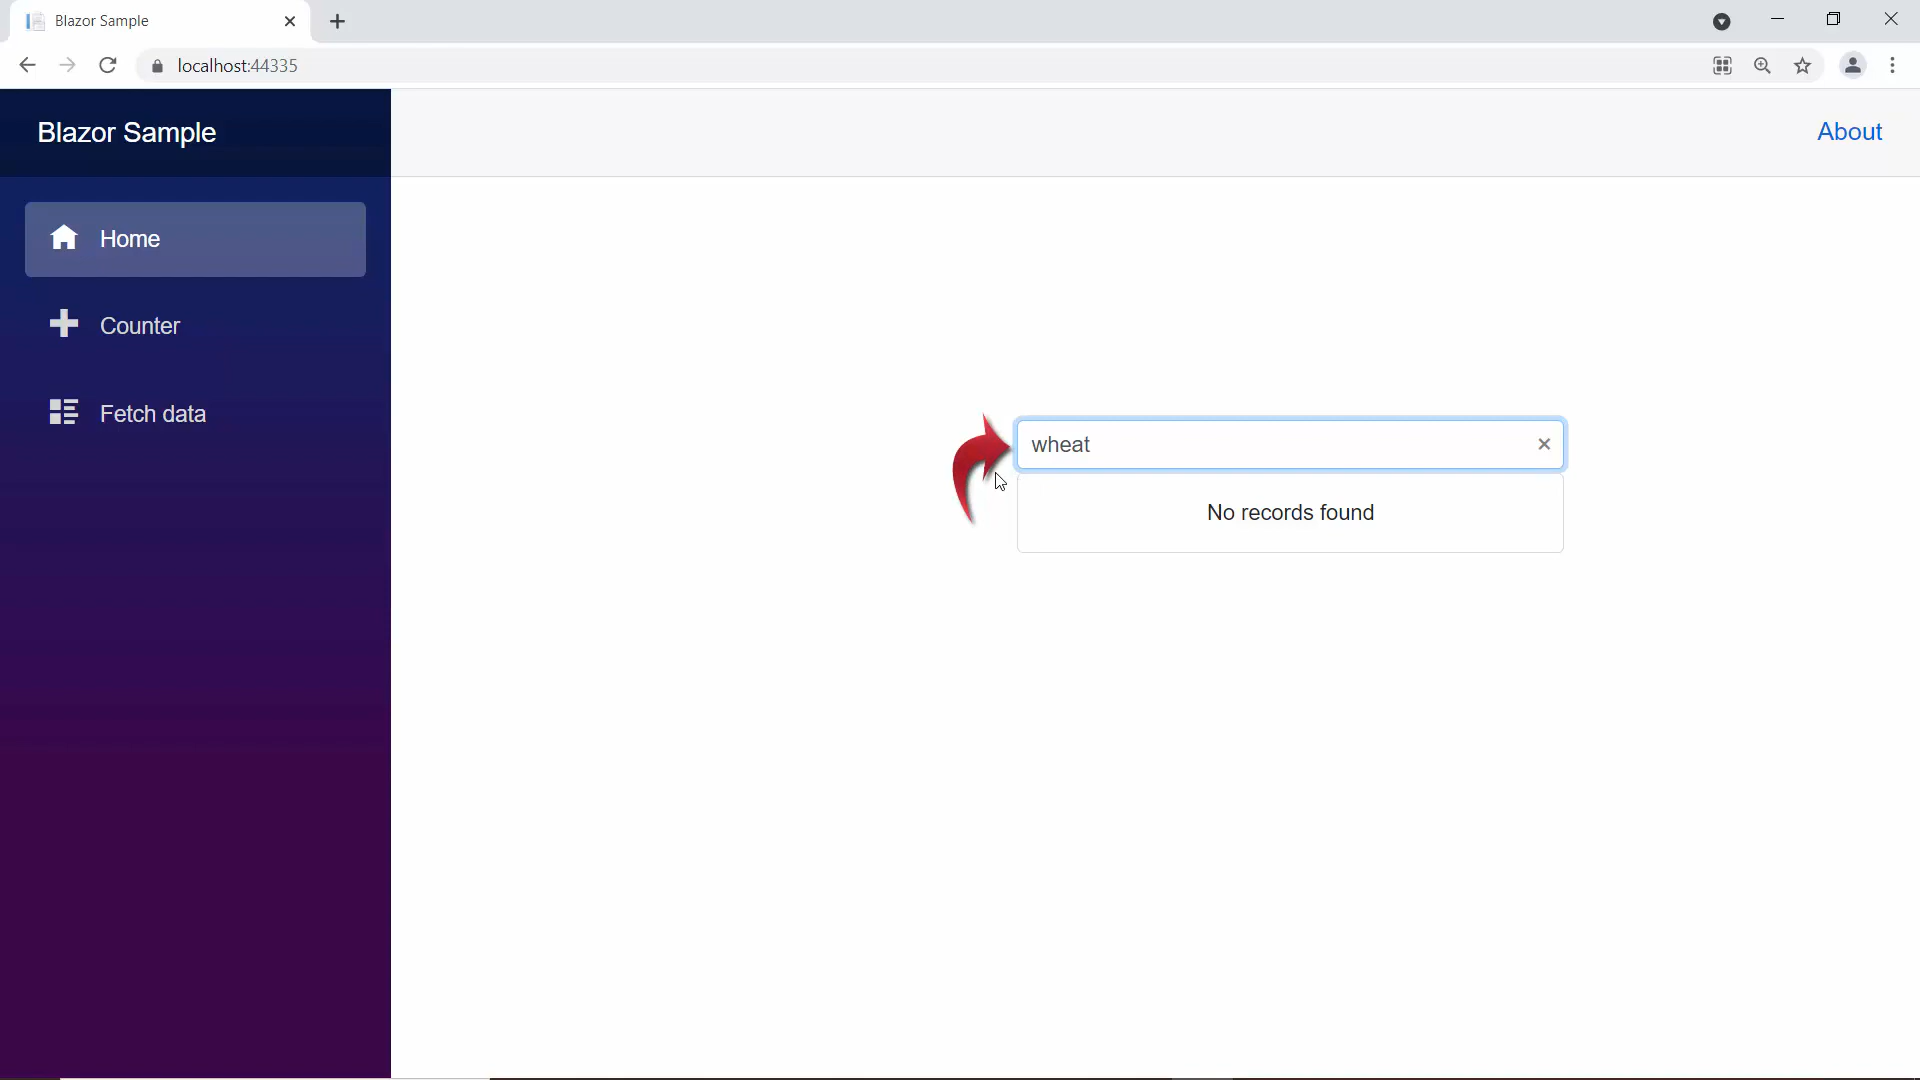 Blazor Sample
localhost:44335
Blazor Sample
About
Home
Counter
Fetch data
wheat
No records found